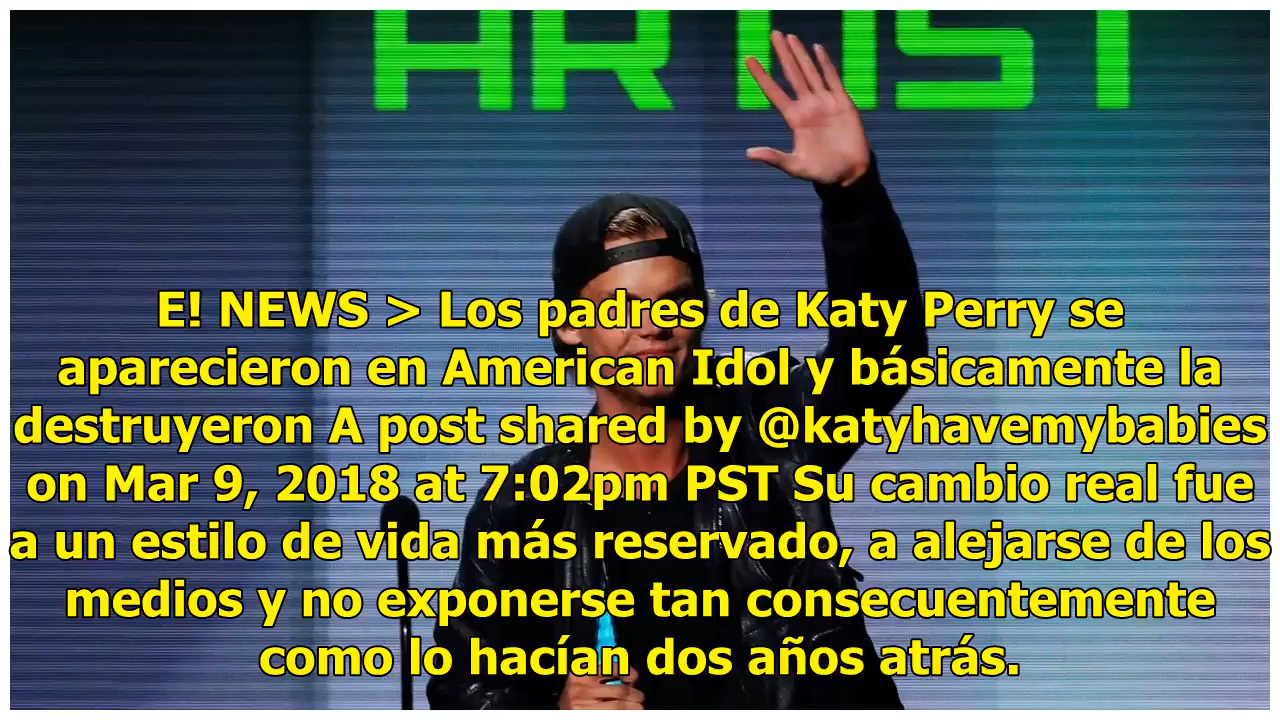 ARTIST
E! NEWS > Los padres de Katy Perry se
aparecieron en American Idol y básicamente la
destruyeron A post shared by @katyhavemybabies
on Mar 9, 2018 at 7:02pm PST Su cambio real fue
a un estilo de vida más reservado, a alejarse de los
medios y no exponerse tan consecuentemente
como lo hacían dos años atrás.